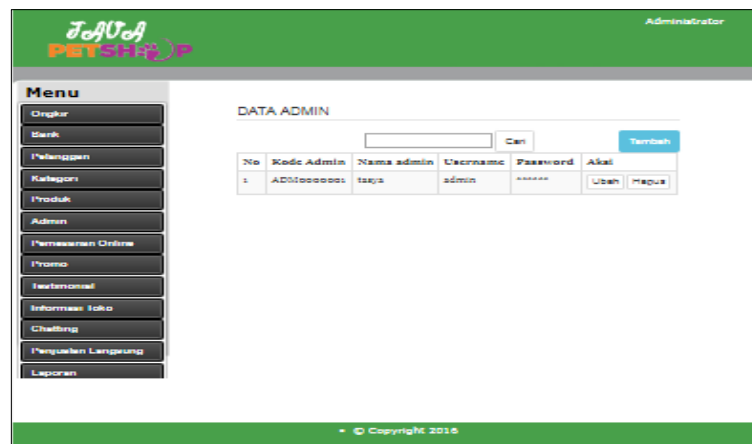 JAVA
PETSHOP
Administrator
Menu
Ongkir
Bank
Pelanggan
Kategori
Produk
Admin
Pemesanan Online
Promo
Testimonial
Informasi Toko
Chatting
Penjualan Langsung
Laporan
DATA ADMIN
Cari
Tambah
No Kode Admin Nama admin Username Password Aksi
1 ADM0000001 tasya admin ****** Ubah Hapus
• © Copyright 2016